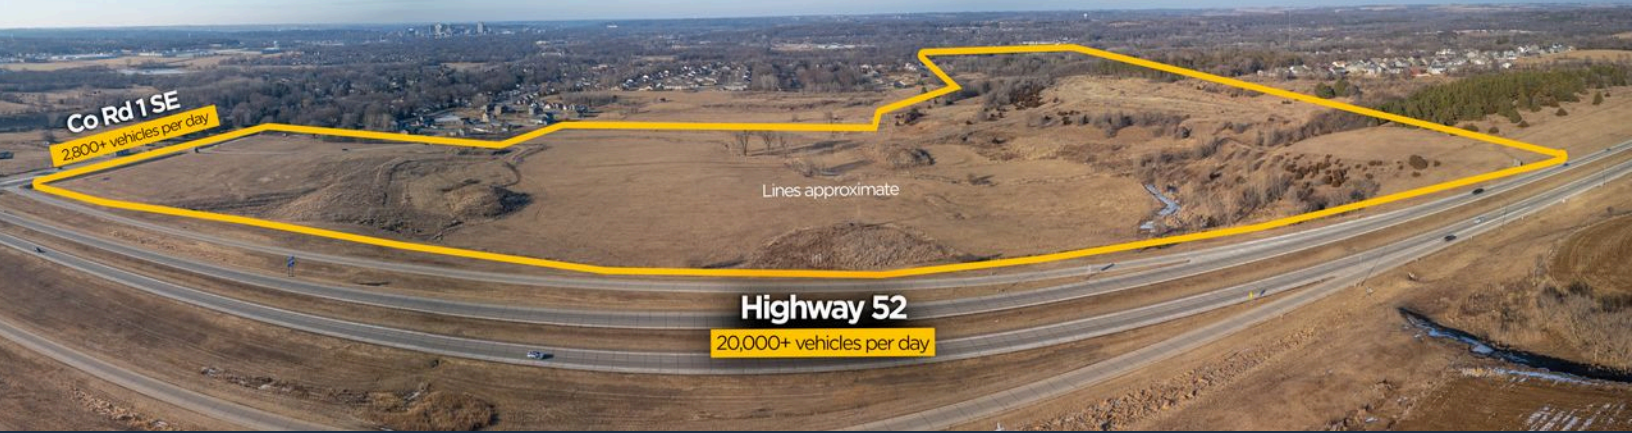 Co Rd 1 SE
2,800+ vehicles per day
Lines approximate
Highway 52
20,000+ vehicles per day